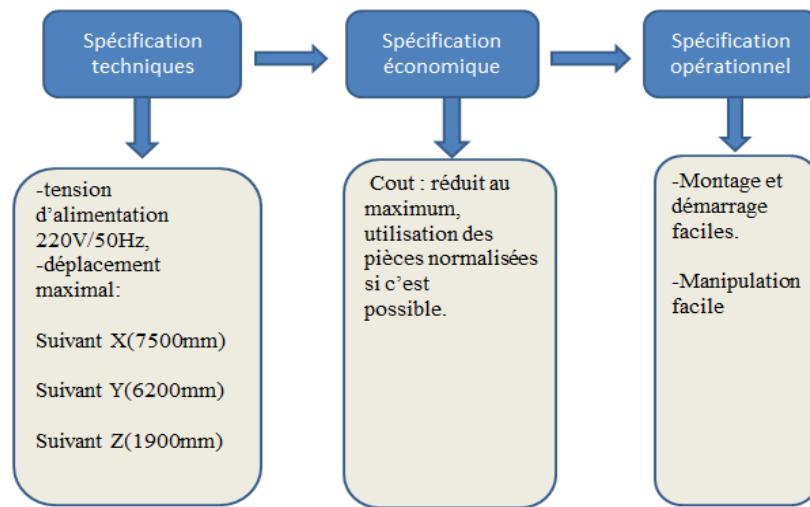 Spécification
techniques
Spécification
économique
Spécification
opérationnel
-tension
d’alimentation
220V/50Hz,
-déplacement
maximal:
Suivant X(7500mm)
Suivant Y(6200mm)
Suivant Z(1900mm)
Cout : réduit au
maximum,
utilisation des
pièces normalisées
si c’est
possible.
-Montage et
démarrage
faciles.
-Manipulation
facile